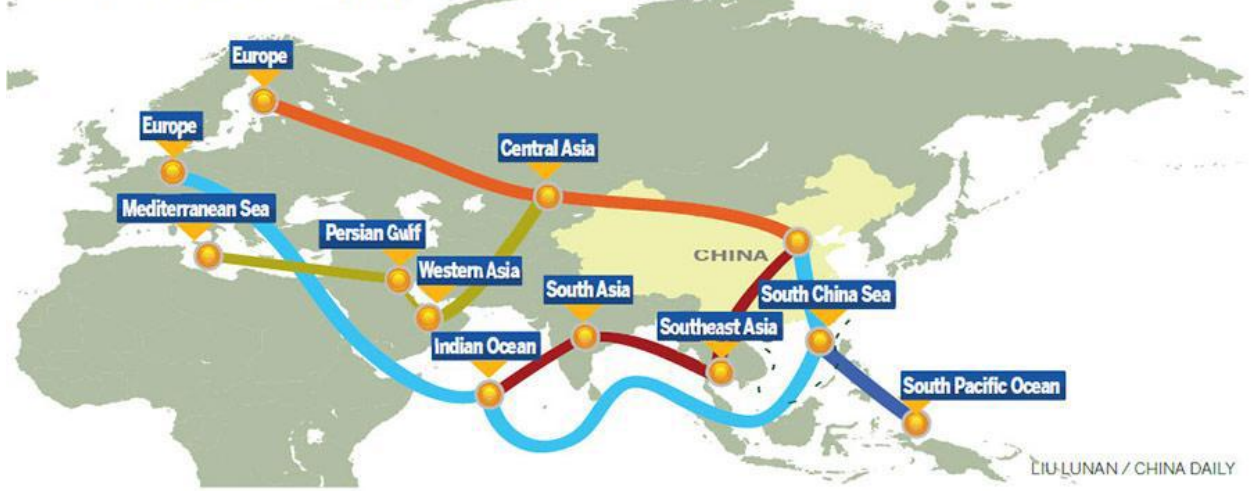 Europe
Europe
Central Asia
Mediterranean Sea
Persian Gulf
CHINA
Western Asia
South Asia
South China Sea
Southeast Asia
Indian Ocean
South Pacific Ocean
LIU LUNAN / CHINA DAILY